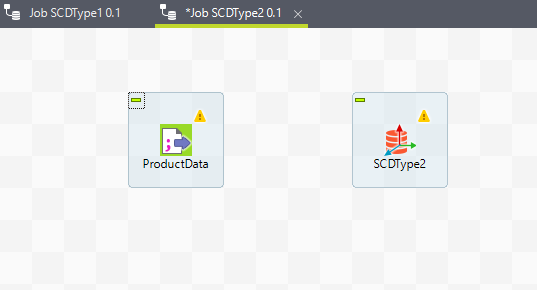 Job SCDType1 0.1
*Job SCDType2 0.1
ProductData
SCDType2